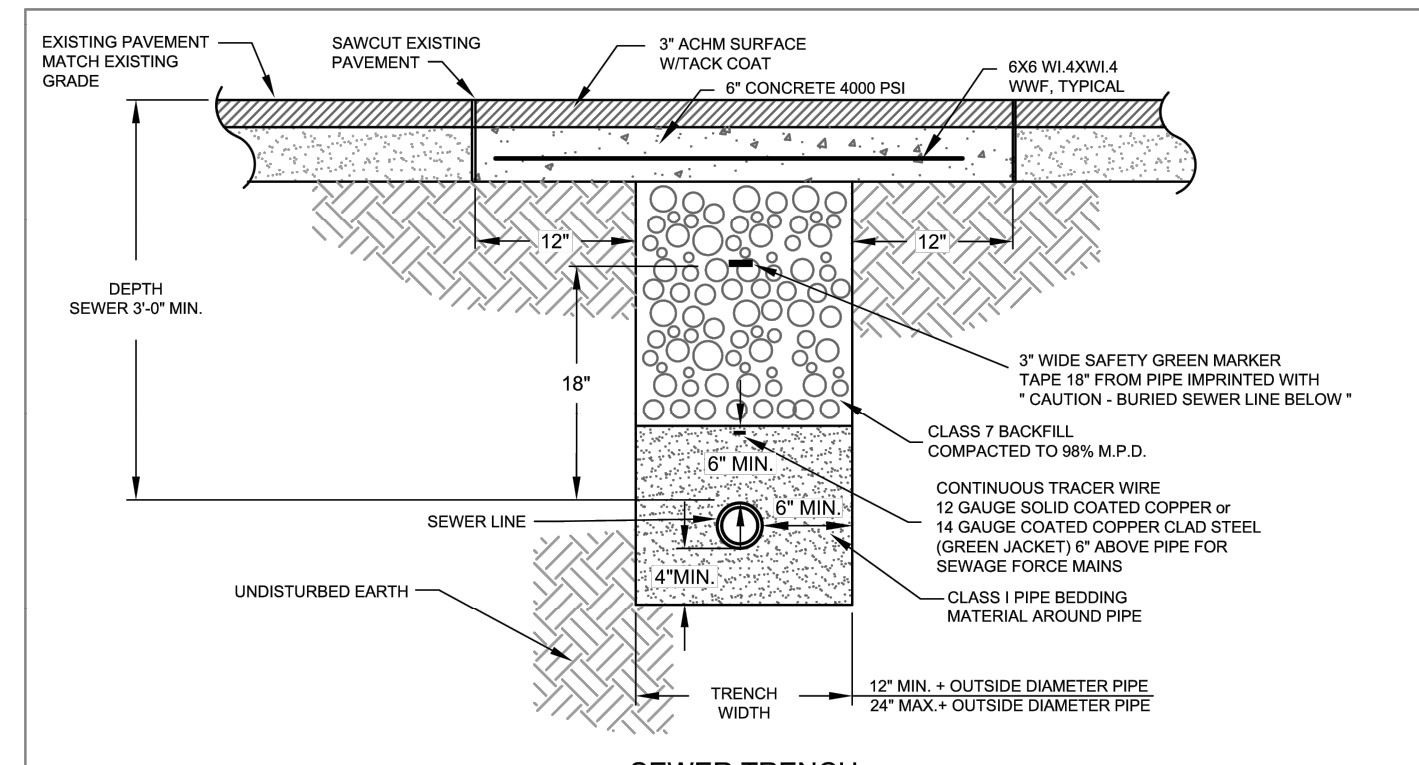 EXISTING PAVEMENT
MATCH EXISTING
GRADE
SAWCUT EXISTING
PAVEMENT
3" ACHM SURFACE
W/TACK COAT
6" CONCRETE 4000 PSI
6X6 WI.4XWI.4
WWF, TYPICAL
12"
12"
DEPTH
SEWER 3'-0" MIN.
18"
3" WIDE SAFETY GREEN MARKER
TAPE 18" FROM PIPE IMPRINTED WITH
" CAUTION - BURIED SEWER LINE BELOW "
CLASS 7 BACKFILL
COMPACTED TO 98% M.P.D.
6" MIN.
CONTINUOUS TRACER WIRE
12 GAUGE SOLID COATED COPPER or
14 GAUGE COATED COPPER CLAD STEEL
(GREEN JACKET) 6" ABOVE PIPE FOR
SEWAGE FORCE MAINS
6" MIN.
SEWER LINE
4"MIN.
UNDISTURBED EARTH
CLASS I PIPE BEDDING
MATERIAL AROUND PIPE
TRENCH
WIDTH
12" MIN. + OUTSIDE DIAMETER PIPE
24" MAX.+ OUTSIDE DIAMETER PIPE
SEWER TRENCH